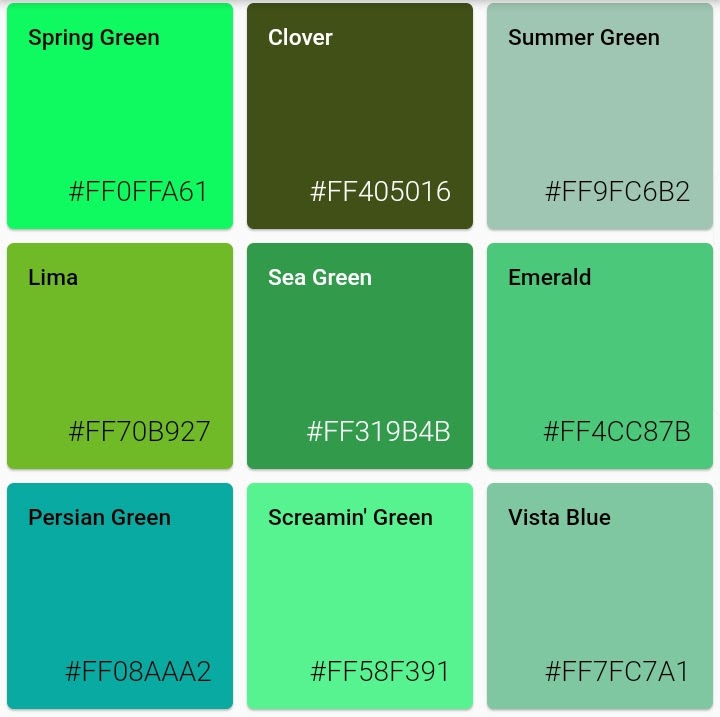 Spring Green
#FF0FFA61
Clover
#FF405016
Summer Green
#FF9FC6B2
Lima
#FF70B927
Sea Green
#FF319B4B
Emerald
#FF4CC87B
Persian Green
#FF08AAA2
Screamin' Green
#FF58F391
Vista Blue
#FF7FC7A1